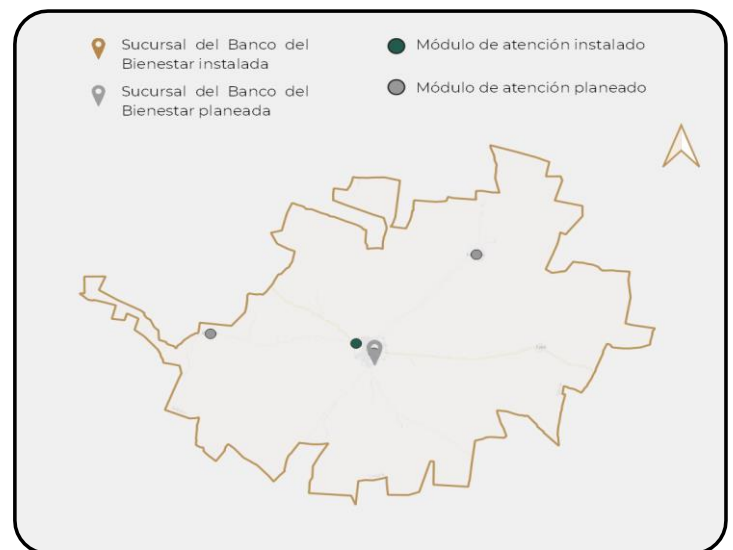 Sucursal del Banco del
Bienestar instalada
Sucursal del Banco del
Bienestar planeada
Módulo de atención instalado
Módulo de atención planeado